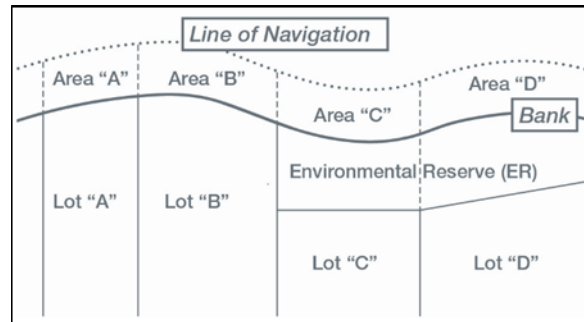 Line of Navigation
Area “A”
Area “B”
Area “D”
Area “C”
Bank
Environmental Reserve (ER)
Lot “A”
Lot “B”
Lot “C”
Lot “D”